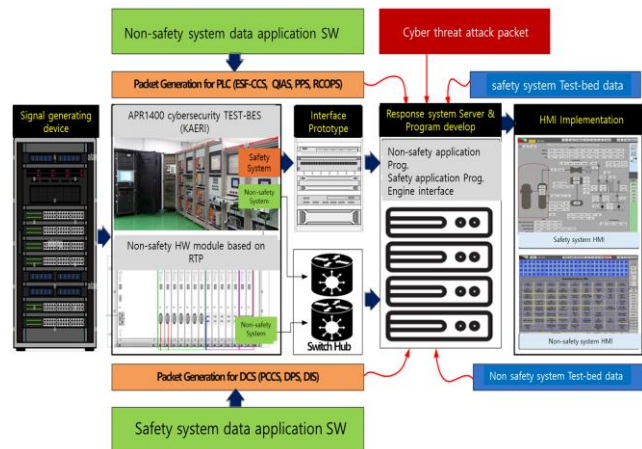 Non-safety system data application SW
Cyber threat attack packet
Packet Generation for PLC (ESF-CCS, QIAS, PPS, RCOPS)
safety system Test-bed data
Signal generating
device
APR1400 cybersecurity TEST-BES
(KAERI)
Safety
System
Non-safety
System
Non-safety HW module based on
RTP
Non-safety
System
Interface
Prototype
Switch Hub
Response system Server &
Program develop
Non-safety application
Prog.
Safety application Prog.
Engine interface
HMI Implementation
Safety system HMI
Non-safety system HMI
Packet Generation for DCS (PCCS, DPS, DIS)
Non safety system Test-bed data
Safety system data application SW